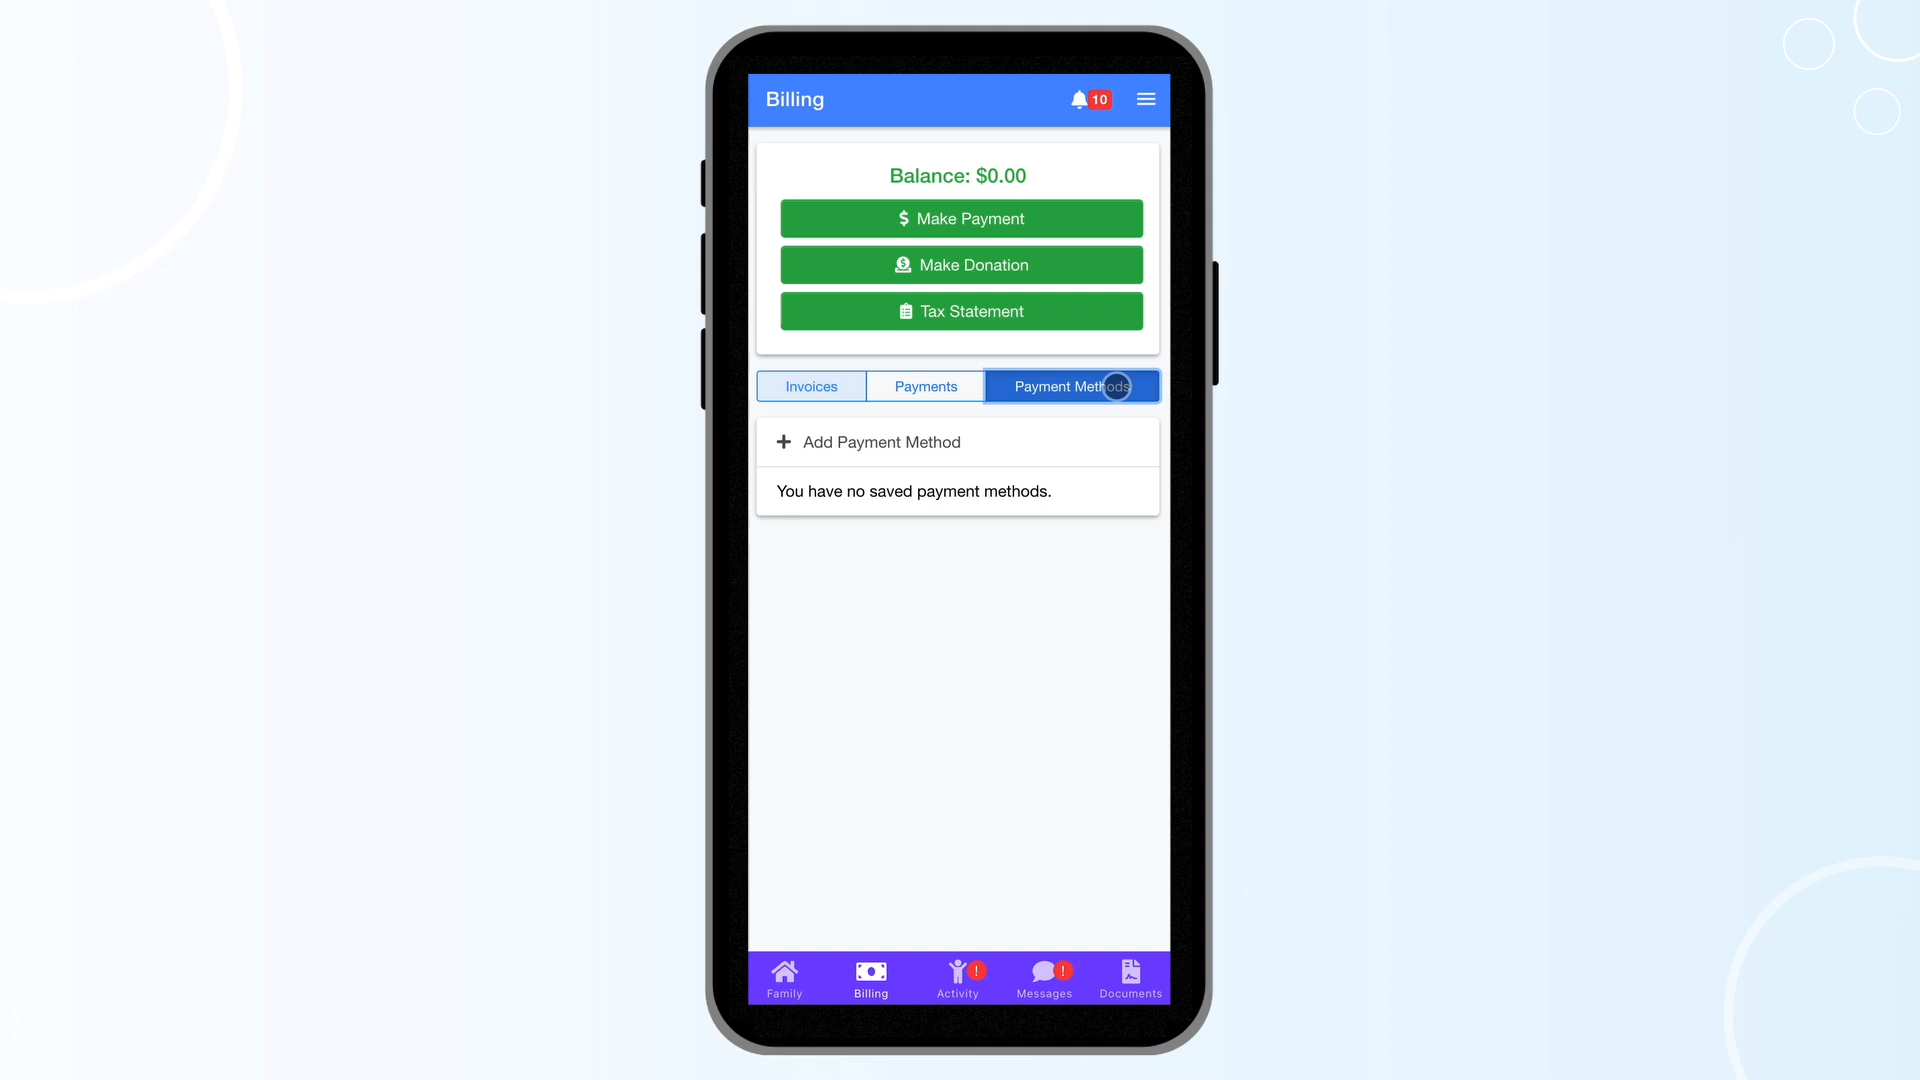 Billing
10
Balance: $0.00
Make Payment
Make Donation
Tax Statement
Invoices
Payments
Payment Methods
Add Payment Method
You have no saved payment methods.
Family
Billing
Activity
Messages
Documents